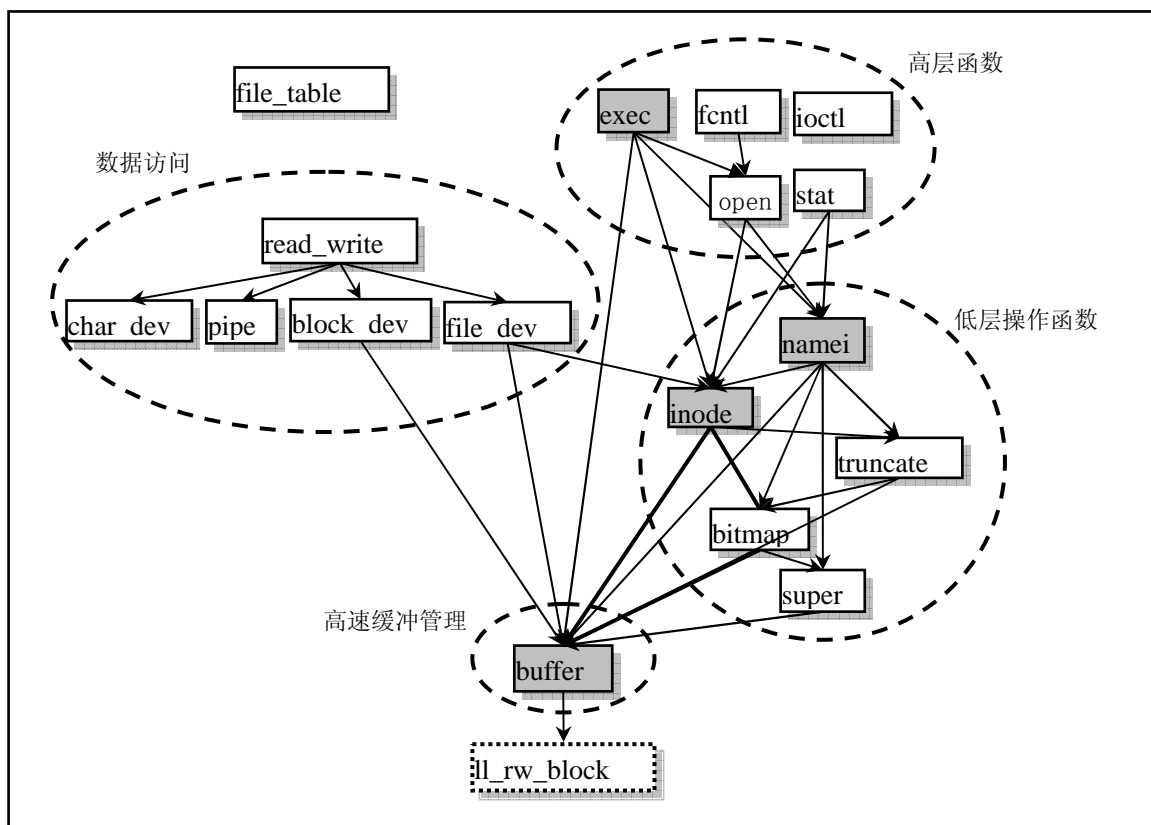 高层函数
file_table
exec
fcntl
ioctl
数据访问
open
stat
read_write
char_dev
pipe
block_dev
file_dev
低层操作函数
namei
inode
truncate
bitmap
super
高速缓冲管理
buffer
ll_rw_block